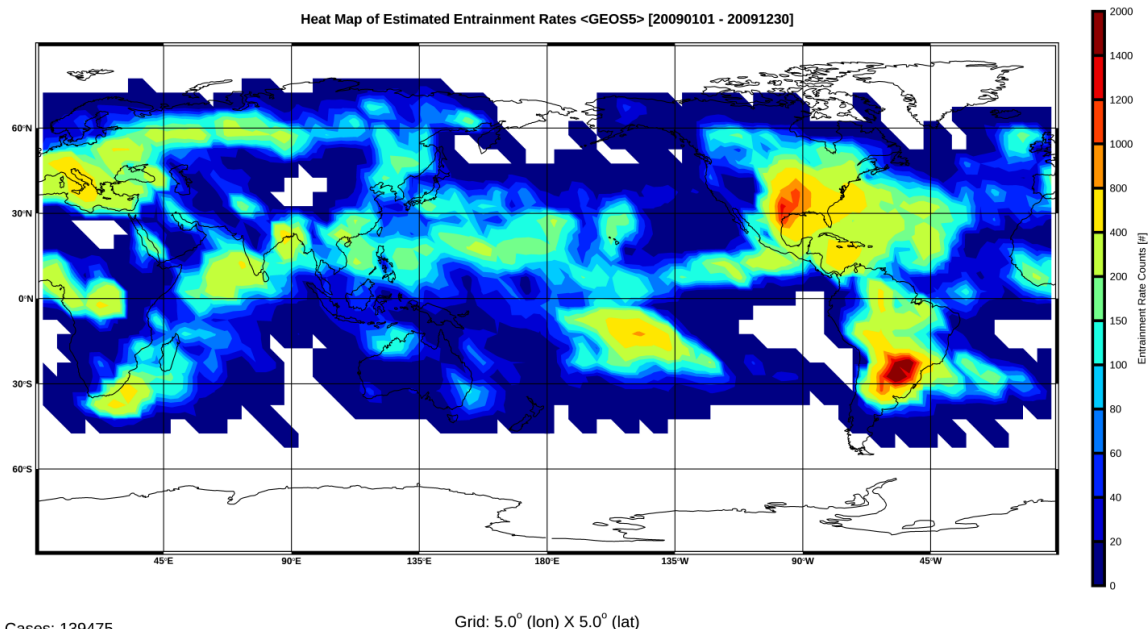 Heat Map of Estimated Entrainment Rates <GEOS5> [20090101 - 20091230]
2000
1400
1200
1000
800
400
200
150
100
80
60
40
20
0
Entrainment Rate Counts [#]
60°N
30°N
0°N
30°S
60°S
45°E
90°E
135°E
180°E
135°W
90°W
45°W
Cases: 139475
Grid: 5.0° (lon) X 5.0° (lat)